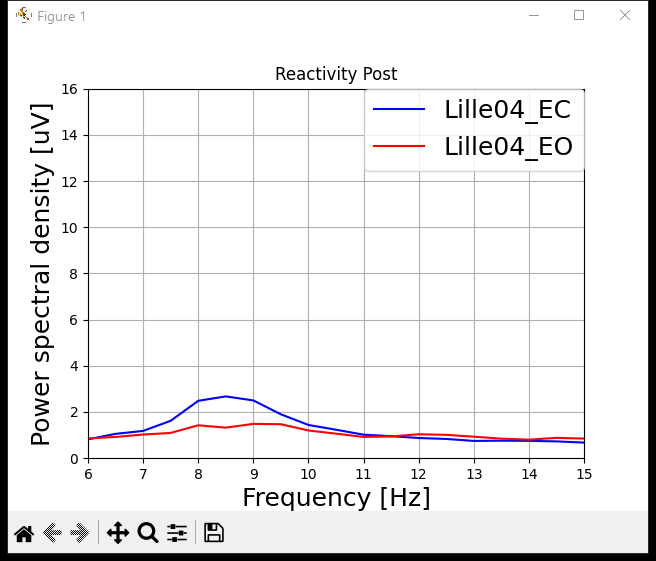 Figure 1
Reactivity Post
Lille04_EC
Lille04_EO
Power spectral density [uV]
16
14
12
10
8
6
4
2
0
6 7 8 9 10 11 12 13 14 15
Frequency [Hz]